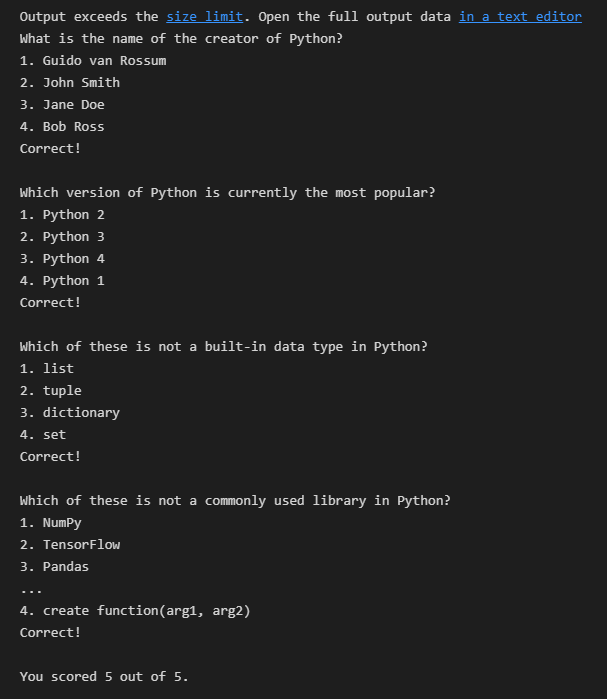 Output exceeds the size limit. Open the full output data in a text editor
What is the name of the creator of Python?
1. Guido van Rossum
2. John Smith
3. Jane Doe
4. Bob Ross
Correct!

Which version of Python is currently the most popular?
1. Python 2
2. Python 3
3. Python 4
4. Python 1
Correct!

Which of these is not a built-in data type in Python?
1. list
2. tuple
3. dictionary
4. set
Correct!

Which of these is not a commonly used library in Python?
1. NumPy
2. TensorFlow
3. Pandas
...
4. create function(arg1, arg2)
Correct!

You scored 5 out of 5.